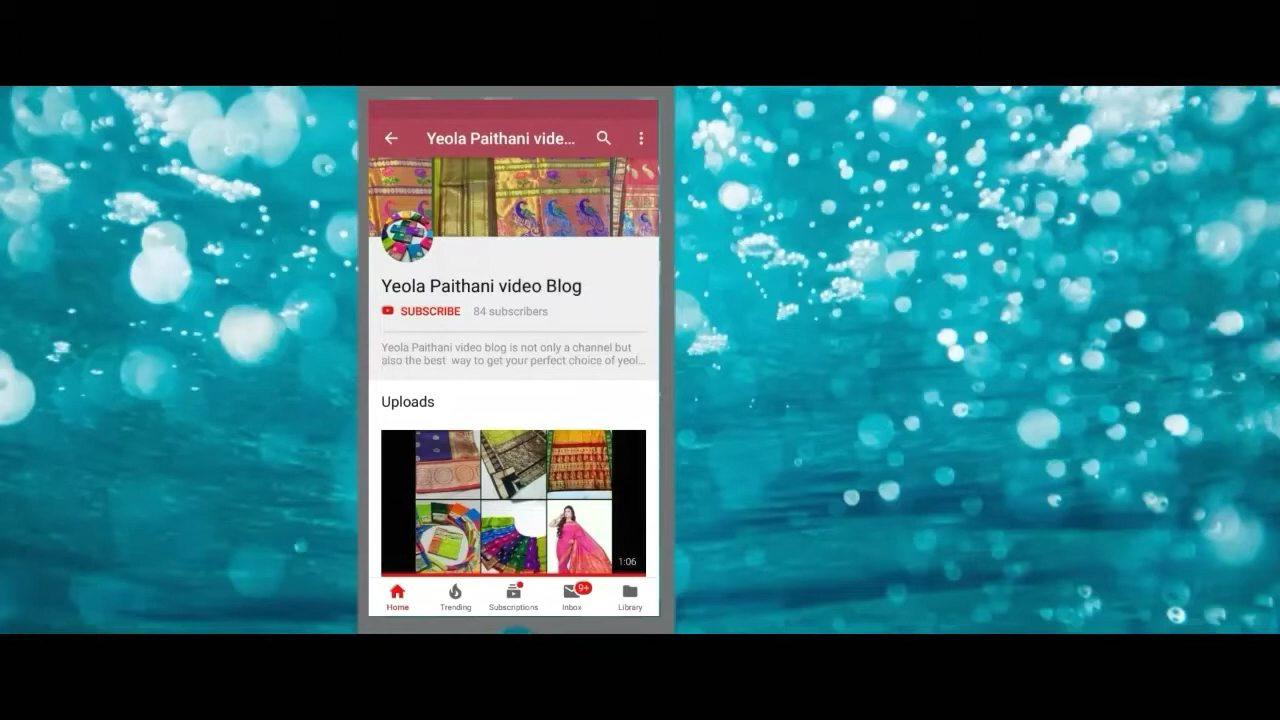 Yeola Paithani vide...
Yeola Paithani video Blog
SUBSCRIBE 84 subscribers
Yeola Paithani video blog is not only a channel but
also the best way to get your perfect choice of yeol...
Uploads
1:06
9+
Home Trending Subscriptions Inbox Library